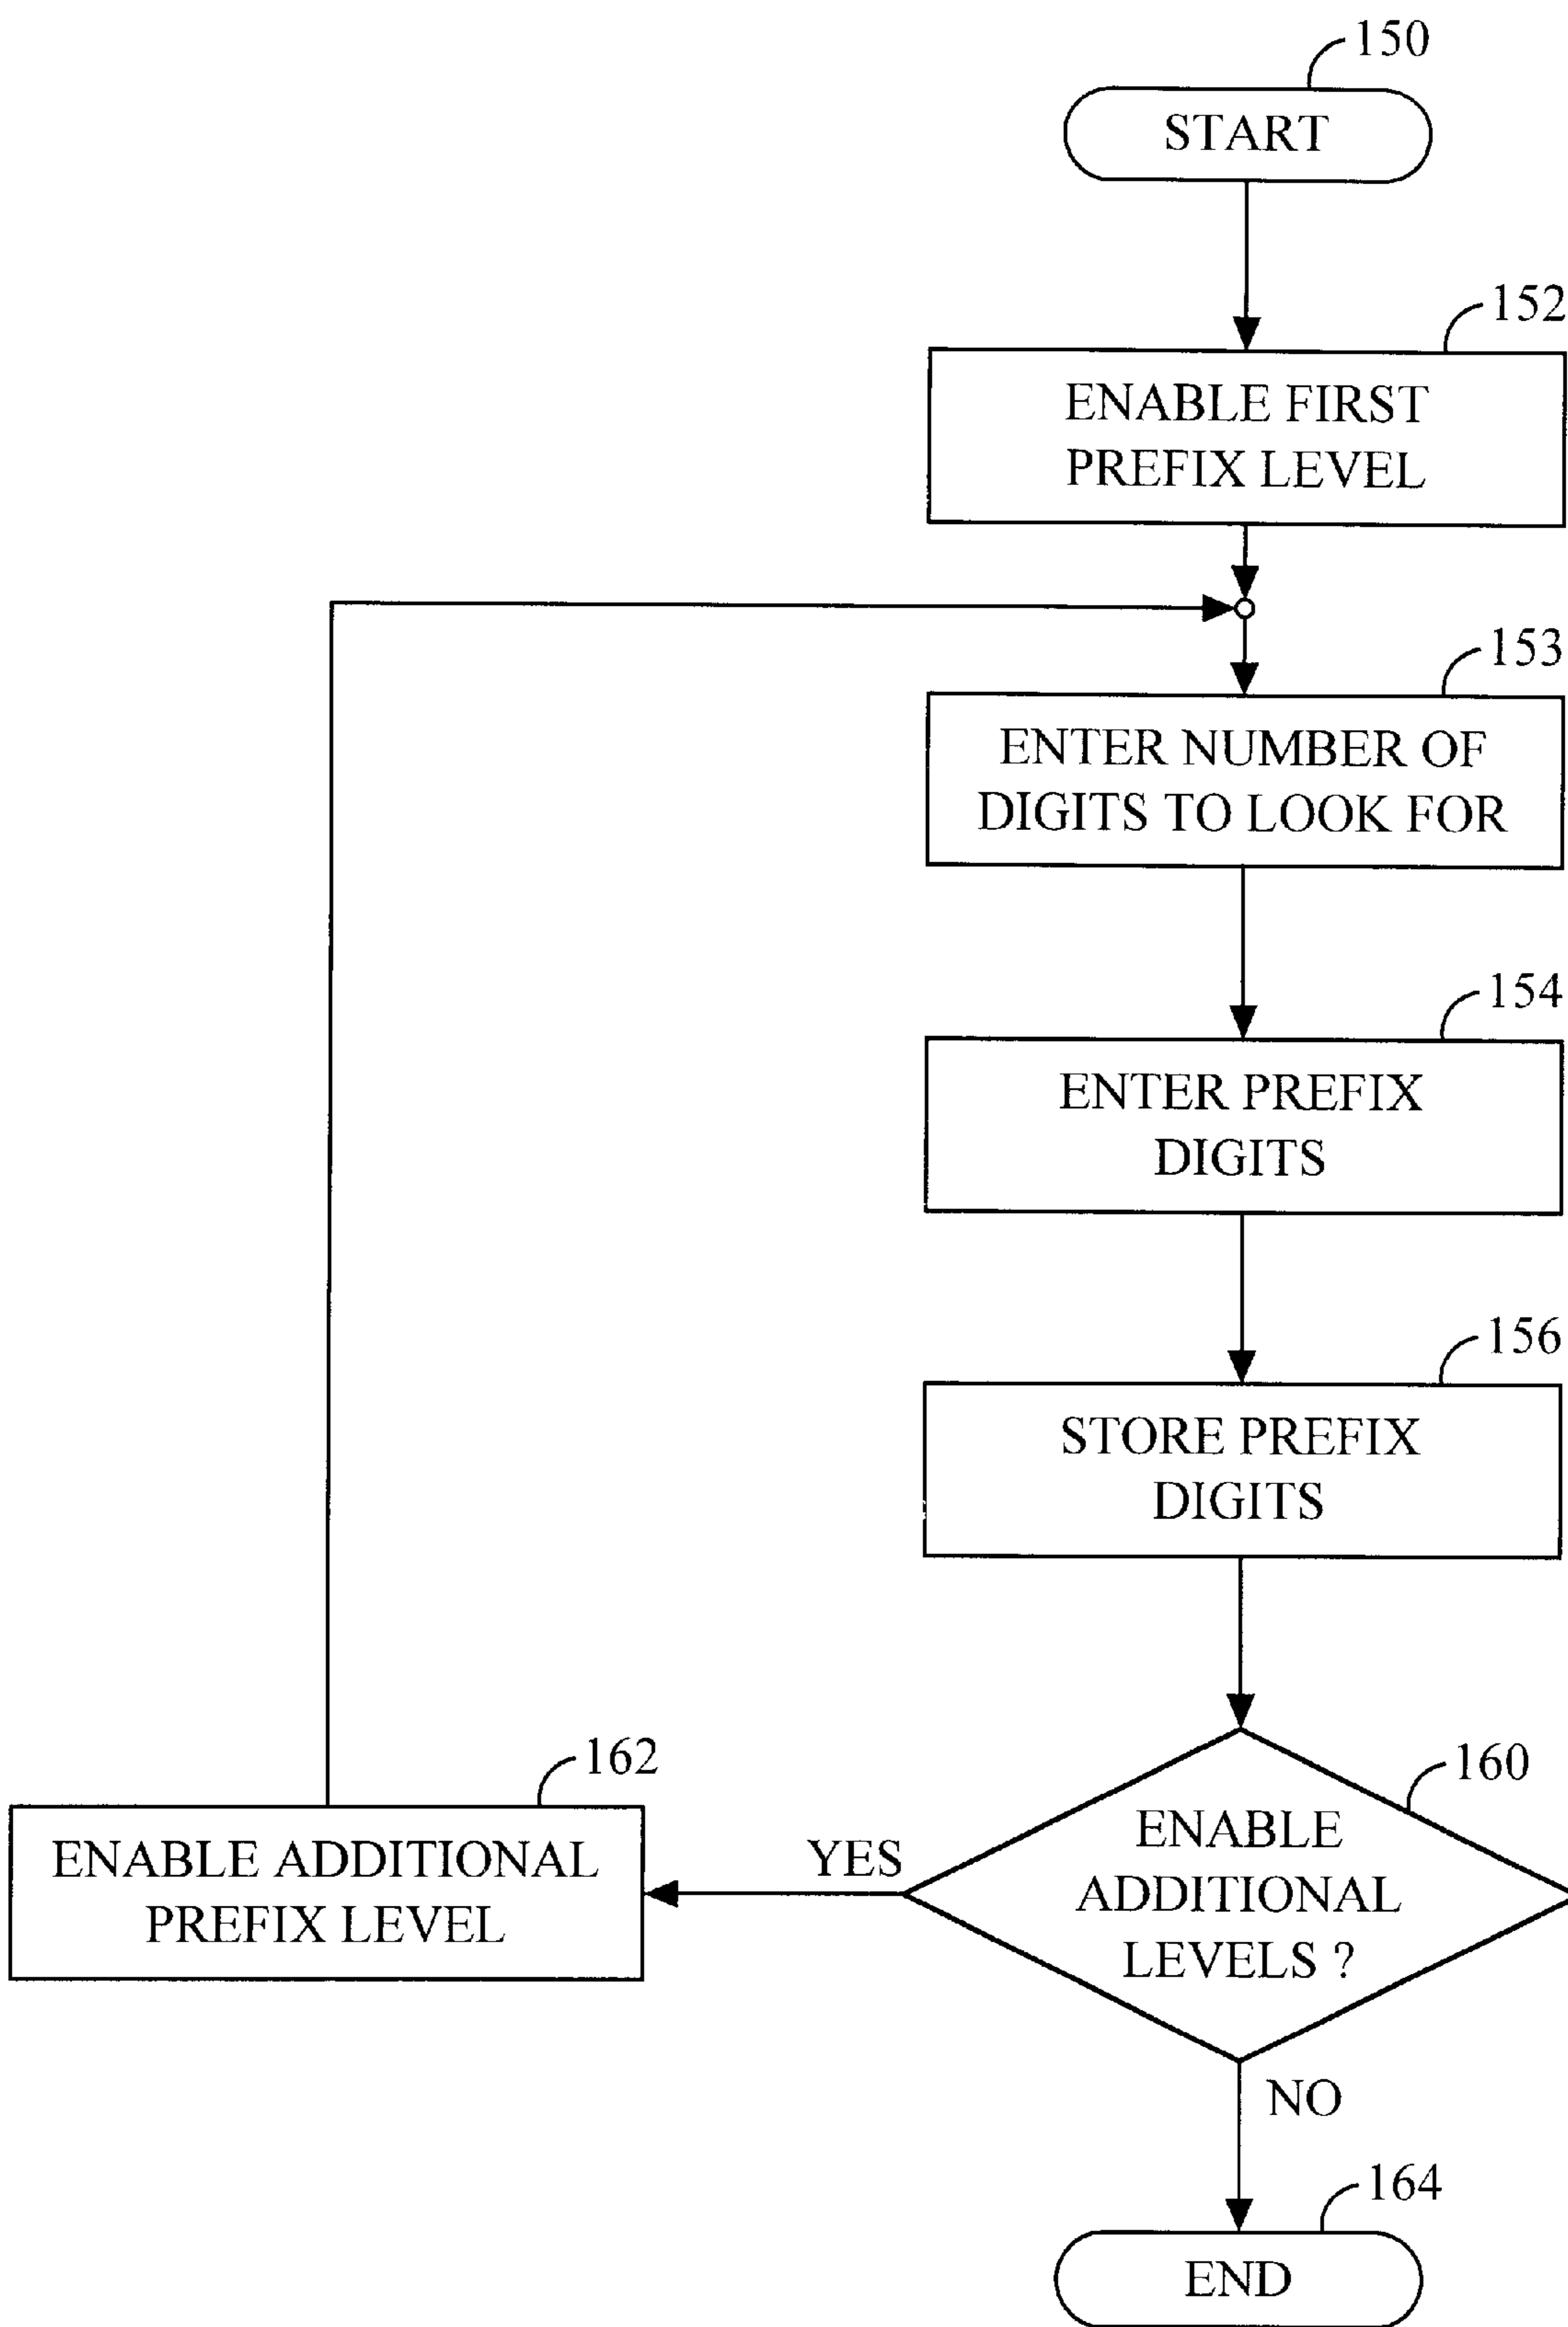 150
START
152
ENABLE FIRST
PREFIX LEVEL
153
ENTER NUMBER OF
DIGITS TO LOOK FOR
154
ENTER PREFIX
DIGITS
156
STORE PREFIX
DIGITS
160
ENABLE
ADDITIONAL
LEVELS ?
YES
162
ENABLE ADDITIONAL
PREFIX LEVEL
NO
164
END